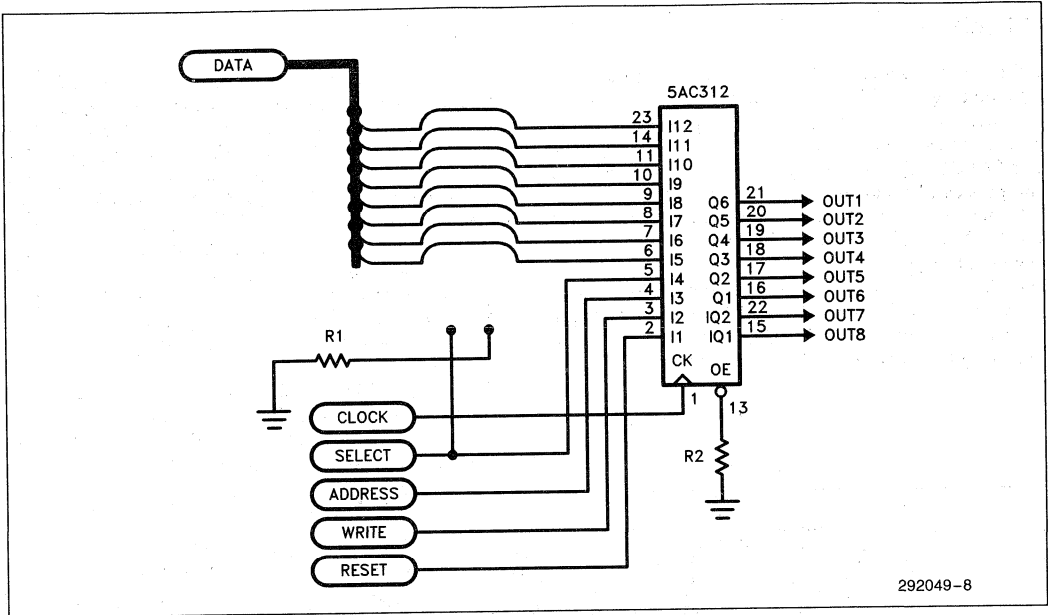 DATA
5AC312
23 I12
14 I11
11 I10
10 I9
9 I8
8 I7
7 I6
6 I5
5 I4
4 I3
3 I2
2 I1
Q6 21 OUT1
Q5 20 OUT2
Q4 19 OUT3
Q3 18 OUT4
Q2 17 OUT5
Q1 16 OUT6
IQ2 22 OUT7
IQ1 15 OUT8
CK OE
1 13
R1
R2
CLOCK
SELECT
ADDRESS
WRITE
RESET
292049-8